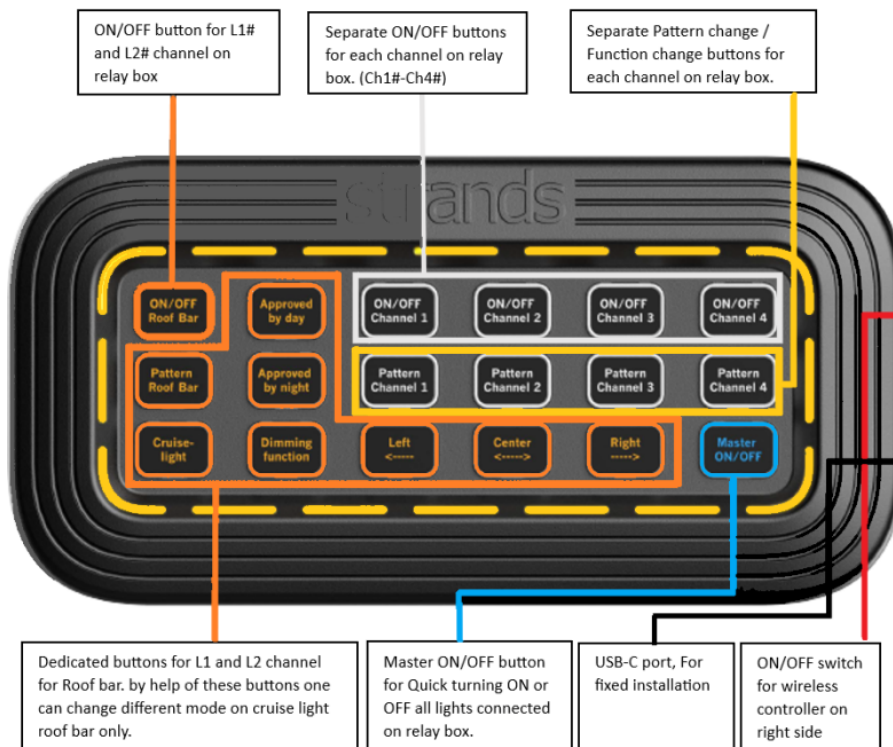 ON/OFF button for L1#
and L2# channel on
relay box
Separate ON/OFF buttons
for each channel on relay
box. (Ch1#-Ch4#)
Separate Pattern change /
Function change buttons for
each channel on relay box.
strands
ON/OFF
Roof Bar
Approved
by day
ON/OFF
Channel 1
ON/OFF
Channel 2
ON/OFF
Channel 3
ON/OFF
Channel 4
Pattern
Roof Bar
Approved
by night
Pattern
Channel 1
Pattern
Channel 2
Pattern
Channel 3
Pattern
Channel 4
Cruise-
light
Dimming
function
Left
<-----
Center
<----->
Right
----->
Master
ON/OFF
Dedicated buttons for L1 and L2 channel
for Roof bar. by help of these buttons one
can change different mode on cruise light
roof bar only.
Master ON/OFF button
for Quick turning ON or
OFF all lights connected
on relay box.
USB-C port, For
fixed installation
ON/OFF switch
for wireless
controller on
right side